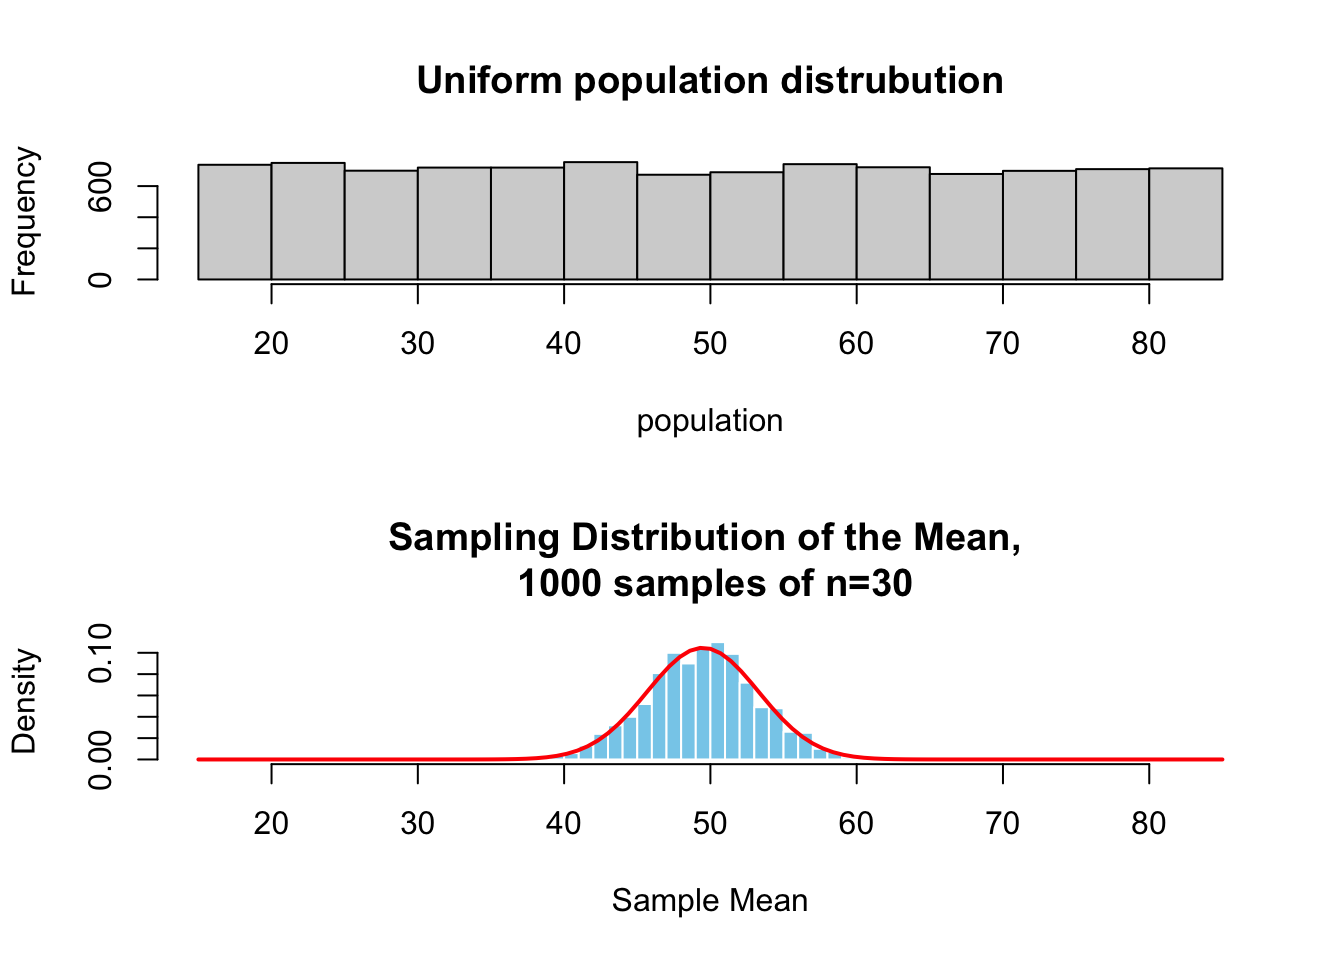 Uniform population distrubution
Frequency
600
0
20 30 40 50 60 70 80
population
Sampling Distribution of the Mean,
1000 samples of n=30
Density
0.10
0.00
20 30 40 50 60 70 80
Sample Mean